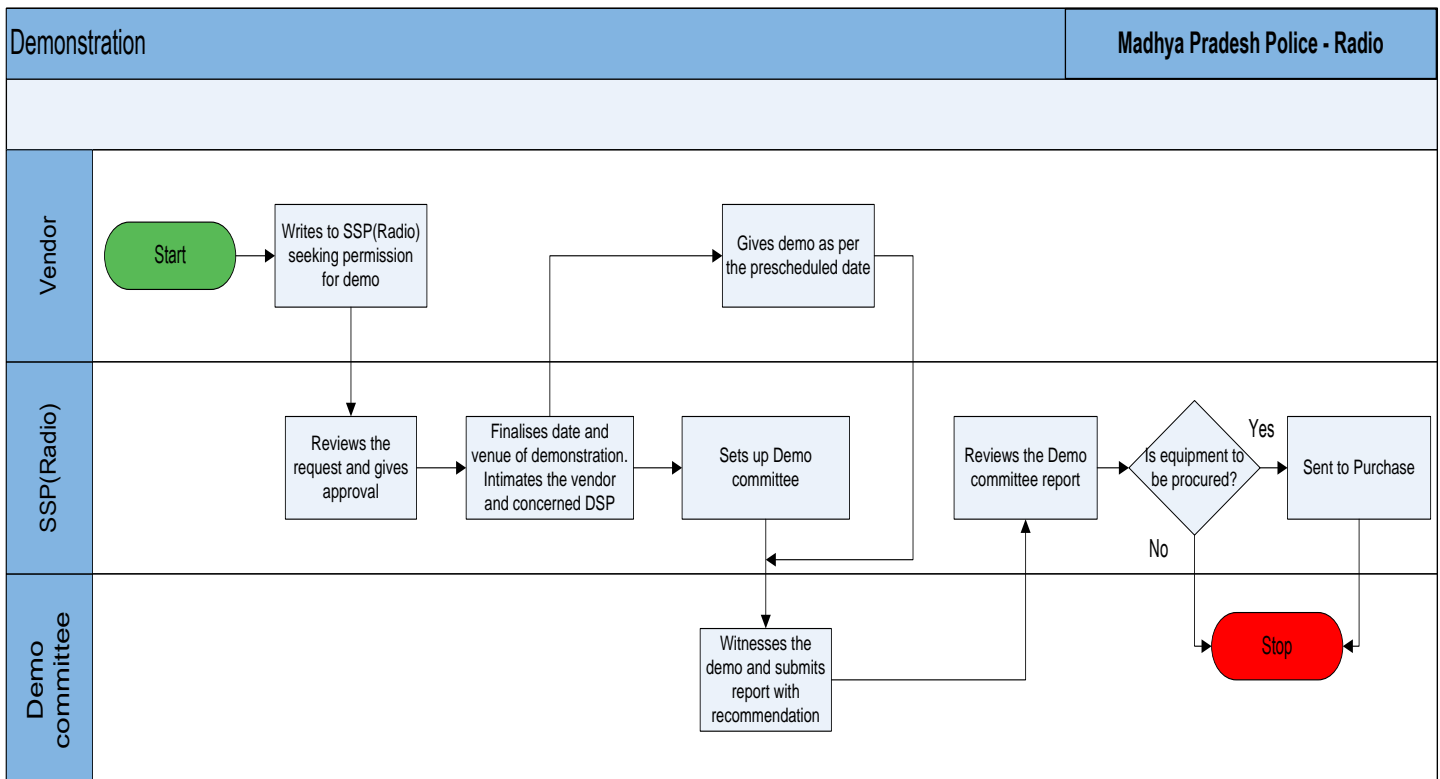 Demonstration
Madhya Pradesh Police - Radio
Vendor
Start
Writes to SSP(Radio)
seeking permission
for demo
Gives demo as per
the prescheduled date
SSP(Radio)
Reviews the
request and gives
approval
Finalises date and
venue of demonstration.
Intimates the vendor
and concerned DSP
Sets up Demo
committee
Reviews the Demo
committee report
Is equipment to
be procured?
Yes
Sent to Purchase
No
Demo
committee
Witnesses the
demo and submits
report with
recommendation
Stop